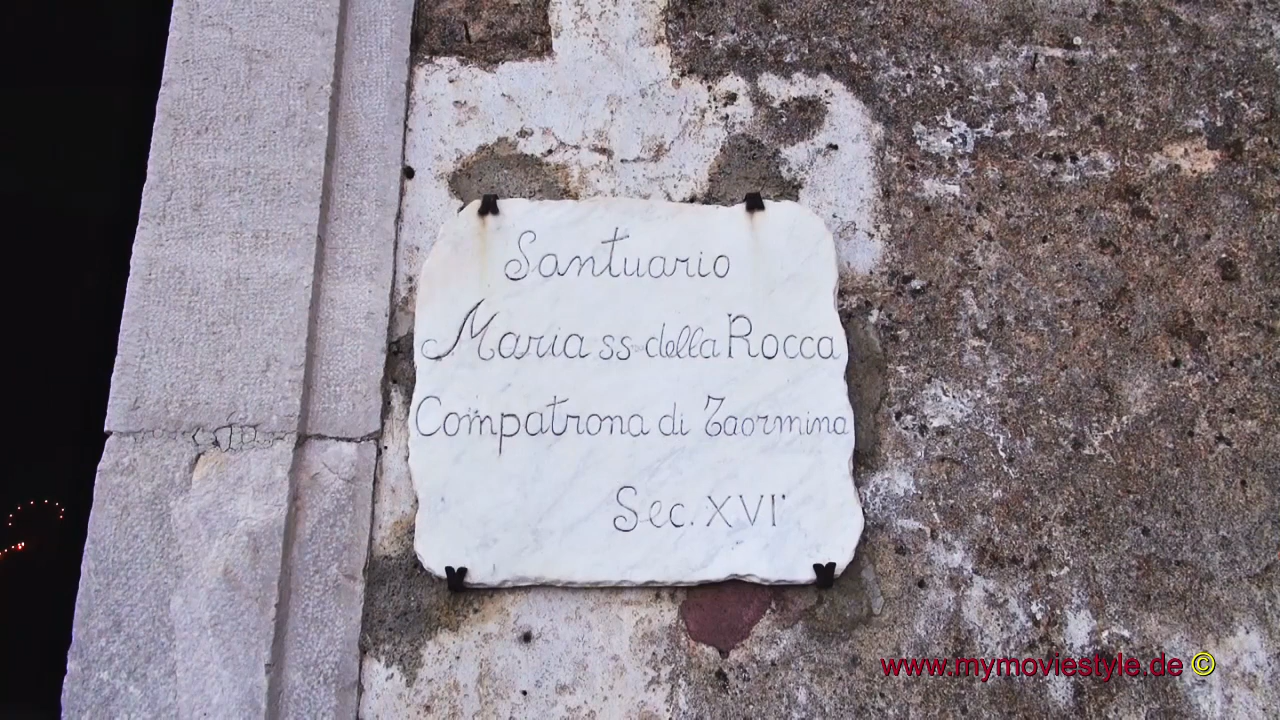 Santuario
Maria ss. della Rocca
Compatrona di Taormina
Sec. XVI°
www.mymoviestyle.de ©